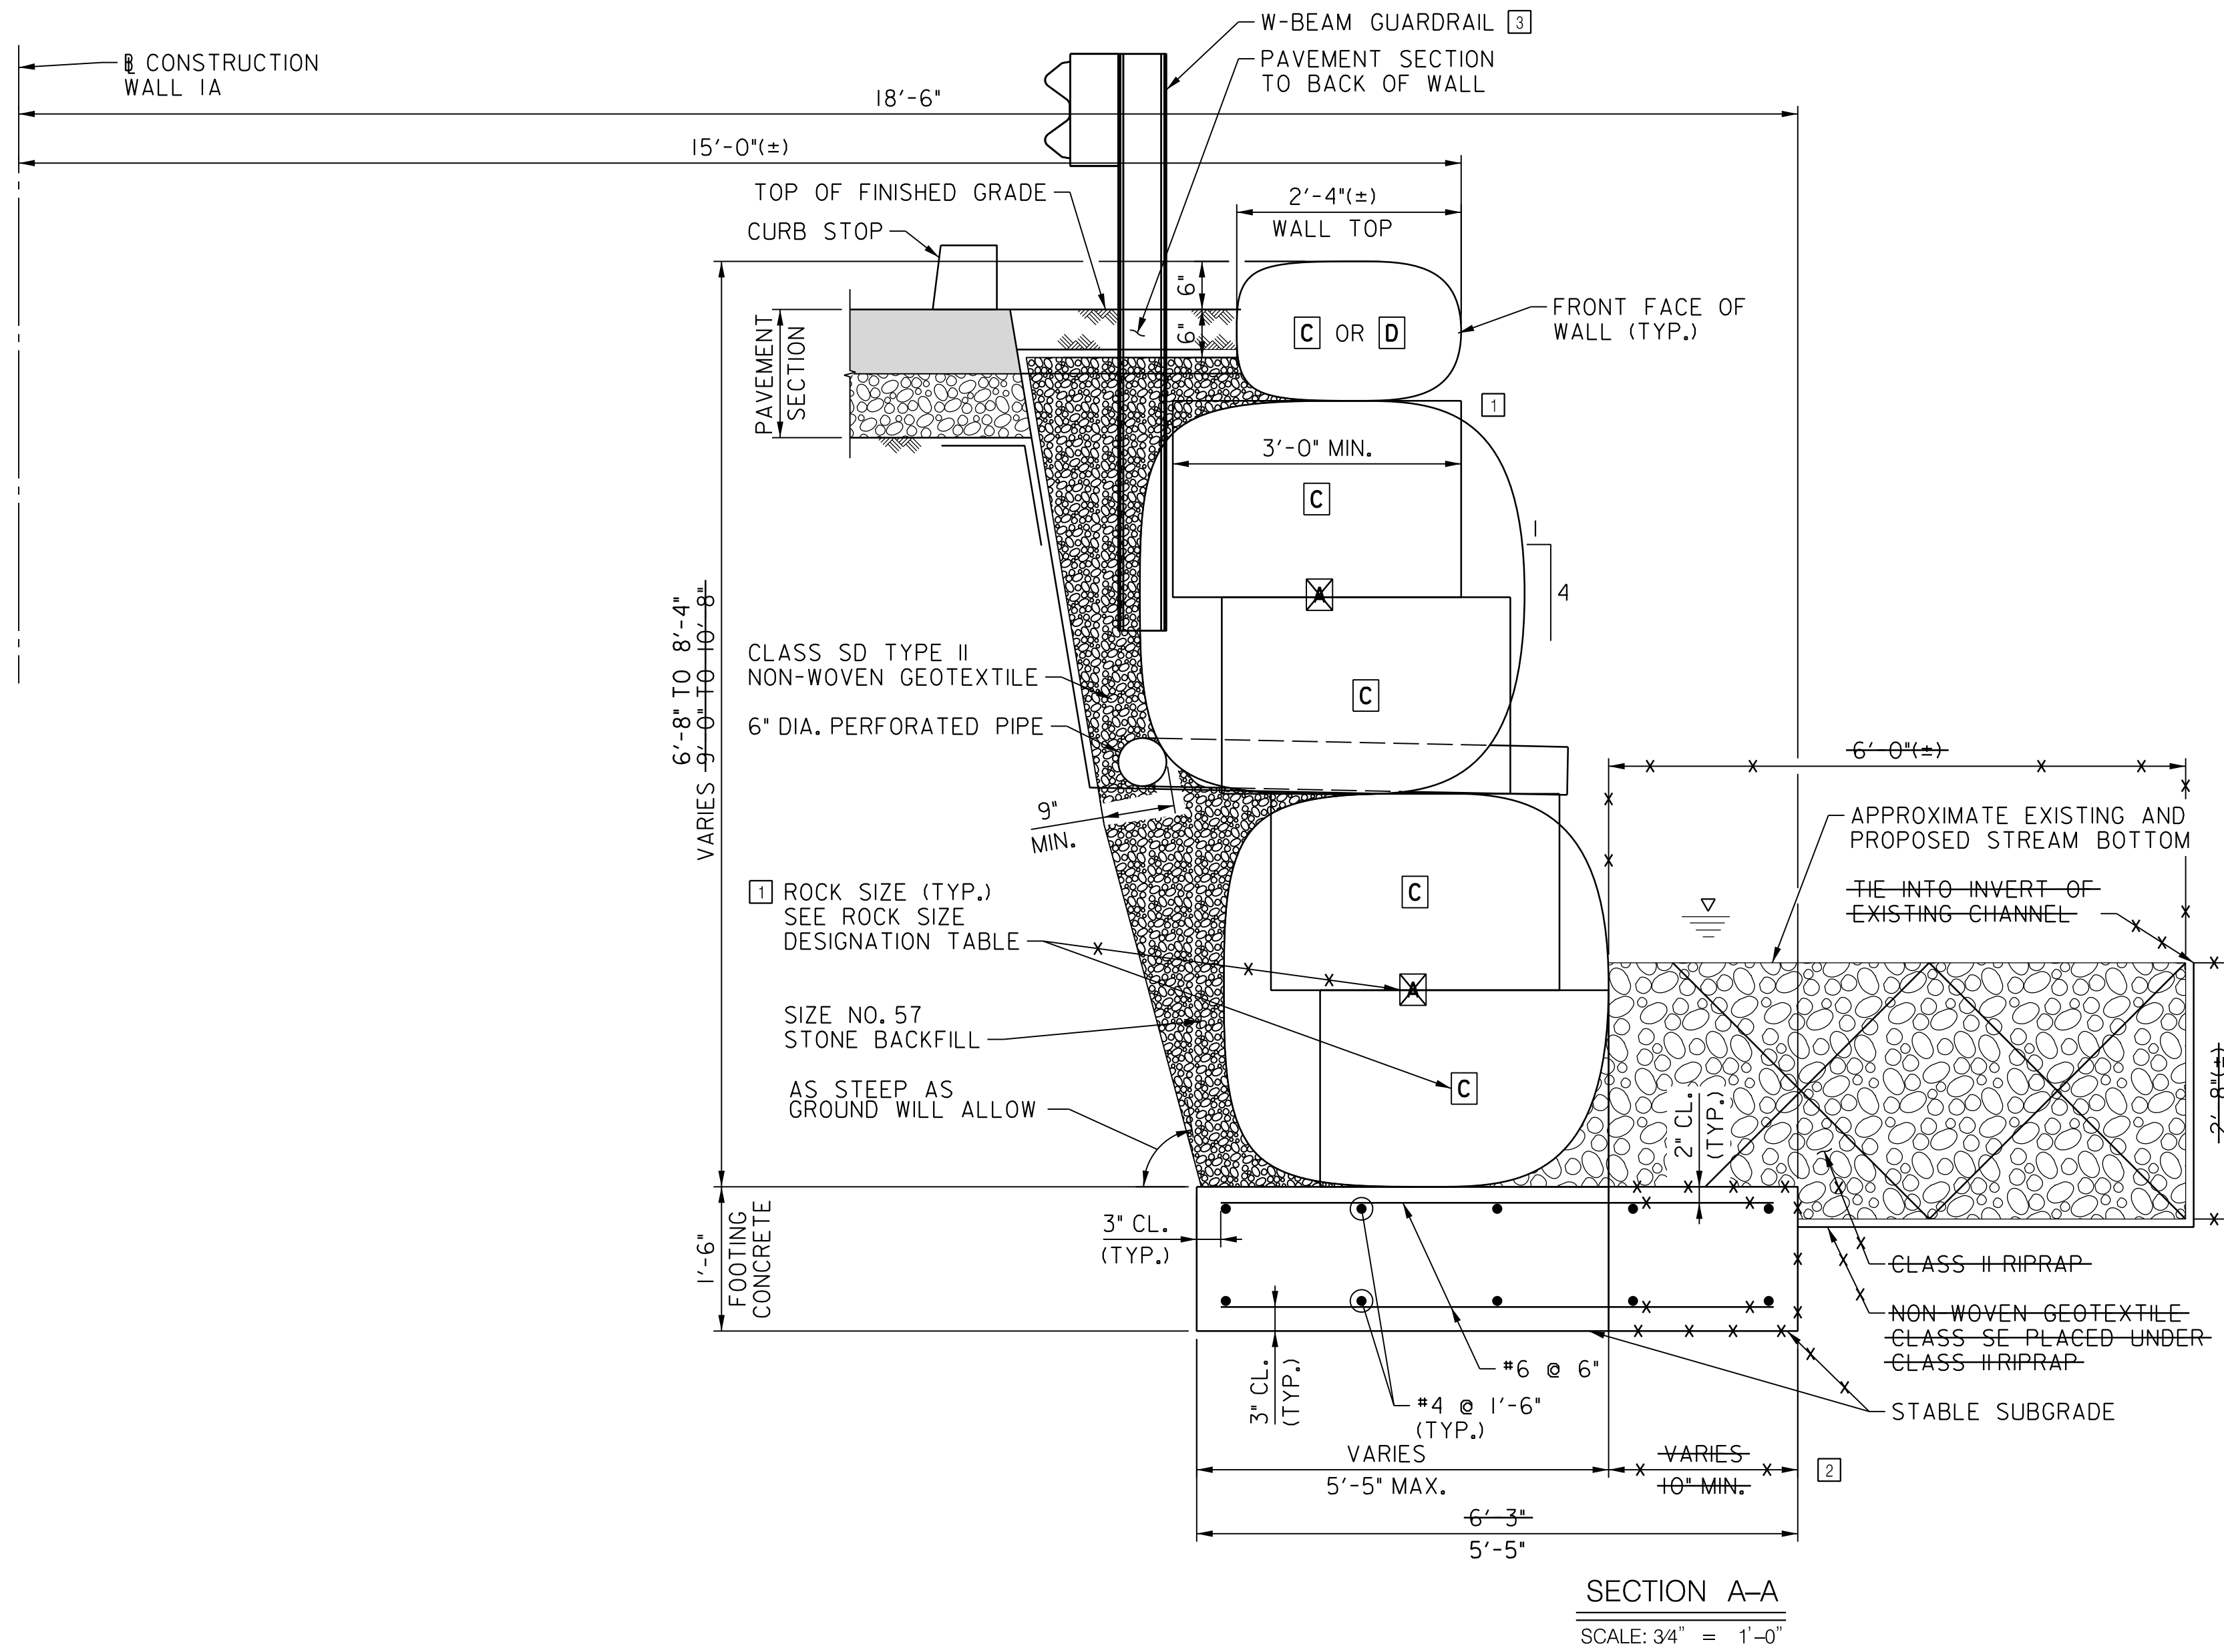 W-BEAM GUARDRAIL 3
PAVEMENT SECTION
TO BACK OF WALL
℄ CONSTRUCTION
WALL 1A
18'-6"
15'-0"(±)
TOP OF FINISHED GRADE
CURB STOP
2'-4"(±)
WALL TOP
6"
6"
C OR D
FRONT FACE OF
WALL (TYP.)
PAVEMENT
SECTION
1
3'-0" MIN.
C
1
4
A
6'-8" TO 8'-4"
VARIES 9'-0" TO 10'-8"
CLASS SD TYPE II
NON-WOVEN GEOTEXTILE
6" DIA. PERFORATED PIPE
C
9"
MIN.
6'-0"(±)
APPROXIMATE EXISTING AND
PROPOSED STREAM BOTTOM
TIE INTO INVERT OF
EXISTING CHANNEL
1 ROCK SIZE (TYP.)
SEE ROCK SIZE
DESIGNATION TABLE
C
A
SIZE NO. 57
STONE BACKFILL
AS STEEP AS
GROUND WILL ALLOW
C
2" CL.
(TYP.)
2'-8"(±)
1'-6"
FOOTING
CONCRETE
3" CL.
(TYP.)
CLASS II RIPRAP
NON-WOVEN GEOTEXTILE
CLASS SE PLACED UNDER
CLASS II RIPRAP
STABLE SUBGRADE
3" CL.
(TYP.)
#6 @ 6"
#4 @ 1'-6"
(TYP.)
VARIES
5'-5" MAX.
VARIES
10" MIN.
2
6'-3"
5'-5"
SECTION A-A
SCALE: 3/4" = 1'-0"